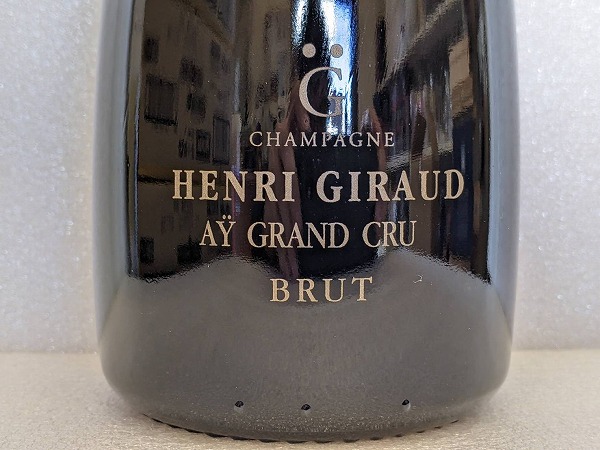 G̈
CHAMPAGNE
HENRI GIRAUD
AŸ GRAND CRU
BRUT